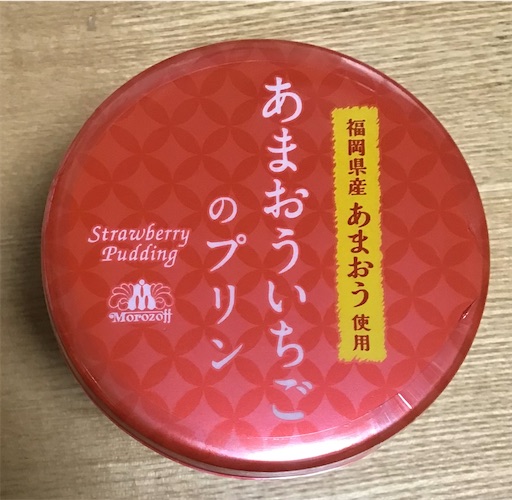 福岡県産あまおう使用
あまおういちご
のプリン
Strawberry
Pudding
Morozoff